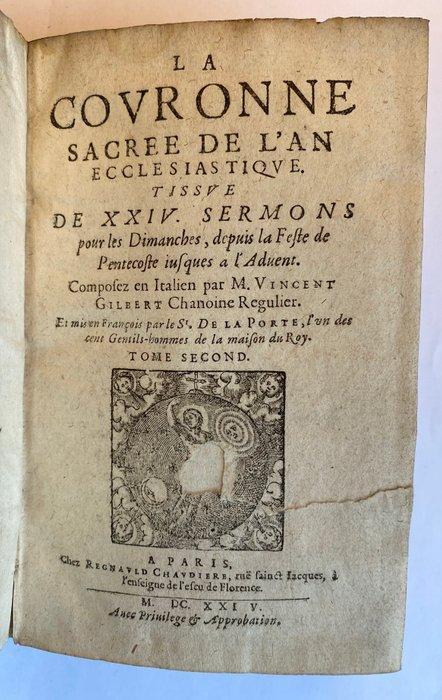 LA
COVRONNE
SACREE DE L'AN
ECCLESIASTIQVE.
TISSVE
DE XXIV. SERMONS
pour les Dimanches, depuis la Feste de
Pentecoste iusques a l'Aduent.
Composez en Italien par M. VINCENT
GILBERT Chanoine Regulier.
Et mis en François par le Sr. DE LA PORTE, l'un des
cent Gentils-hommes de la maison du Roy.
TOME SECOND.
A PARIS,
Chez REGNAVLD CHAVDIERE, ruë sainct Iacques, à
l'enseigne de l'escu de Florence.
M. DC. XXIV.
Auec Priuilege & Approbation.